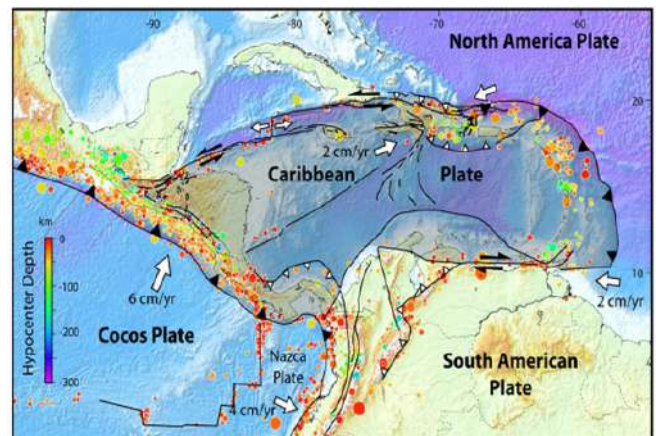 -90
-80
-70
-60
North America Plate
20
2 cm/yr
Caribbean
Plate
km
0
-100
-200
-300
Hypocenter Depth
6 cm/yr
10
2 cm/yr
Cocos Plate
Nazca
Plate
4 cm/yr
South American
Plate